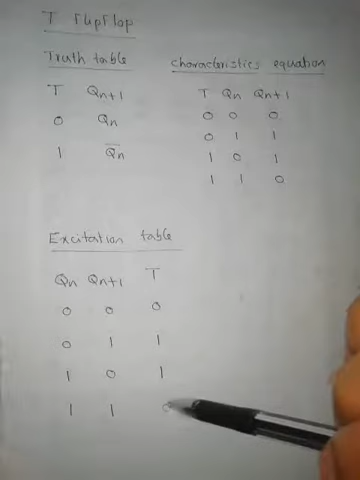 T FlipFlop
Truth table
T Qn+1
0 Qn
1 Q̅n
characteristics equation
T Qn Qn+1
0 0 0
0 1 1
1 0 1
1 1 0
Excitation table
Qn Qn+1 T
0 0 0
0 1 1
1 0 1
1 1 0